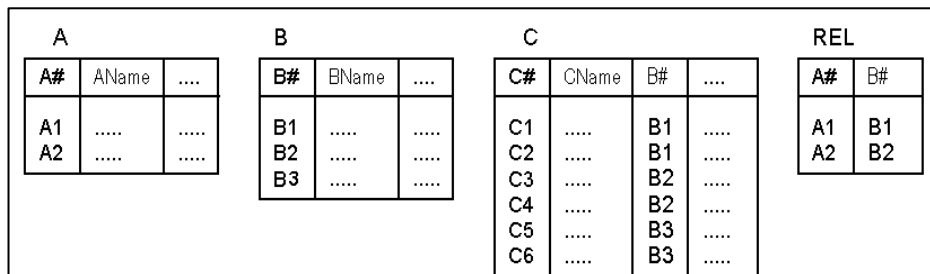 A B C REL
A# AName .... B# BName .... C# CName B# .... A# B#
A1 ..... ..... B1 ..... ..... C1 ..... B1 ..... A1 B1
A2 ..... ..... B2 ..... ..... C2 ..... B1 ..... A2 B2
B3 ..... ..... C3 ..... B2 .....
C4 ..... B2 .....
C5 ..... B3 .....
C6 ..... B3 .....